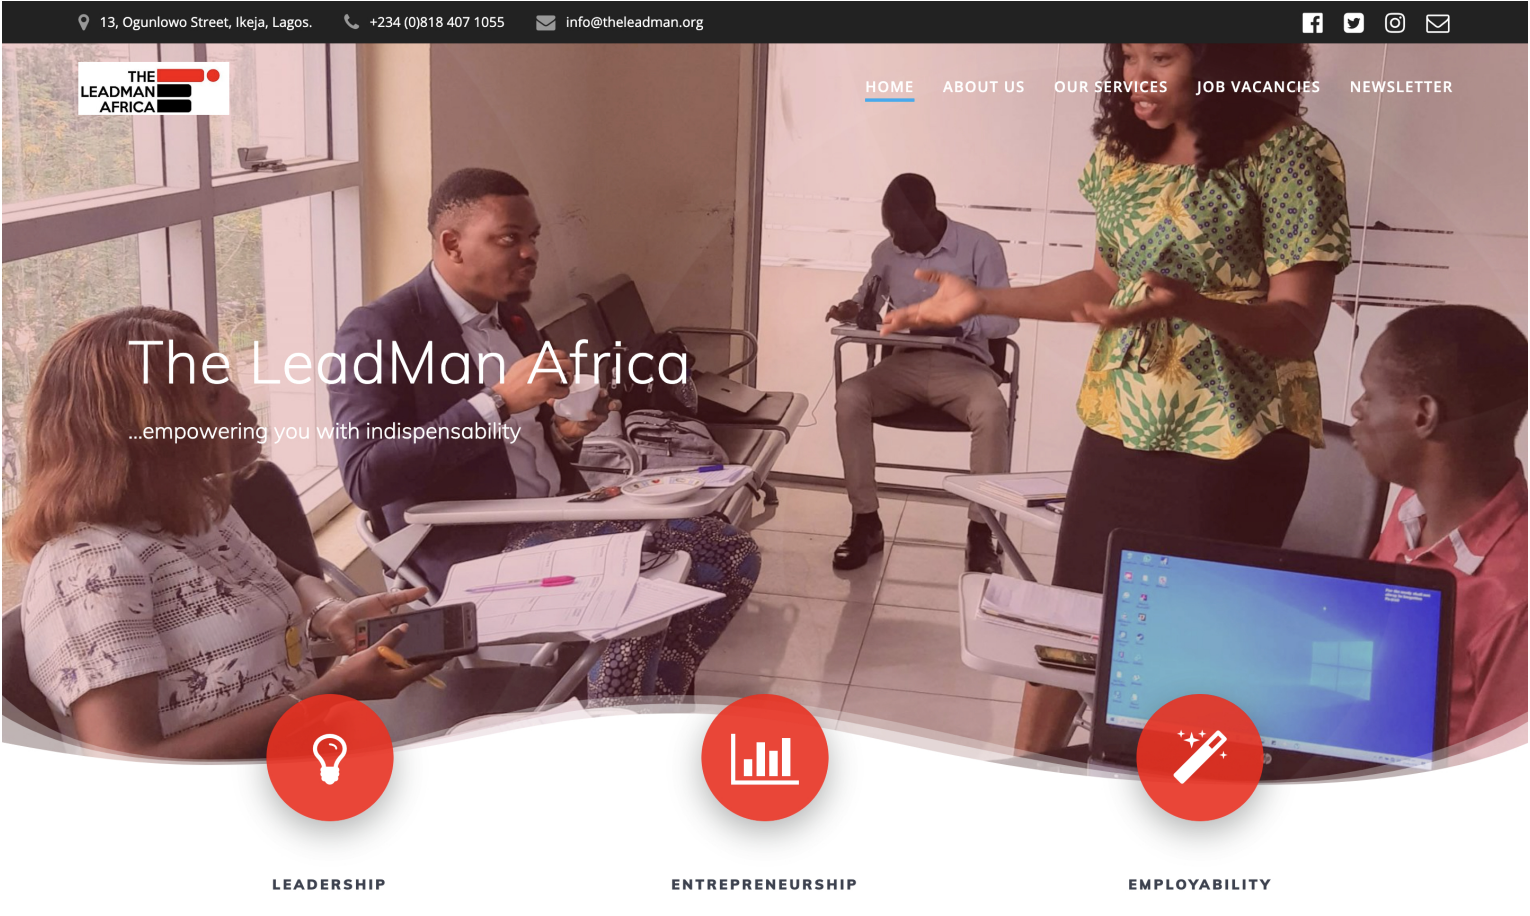 13, Ogunlowo Street, Ikeja, Lagos.
+234 (0)818 407 1055
info@theleadman.org
THE
LEADMAN
AFRICA
HOME
ABOUT US
OUR SERVICES
JOB VACANCIES
NEWSLETTER
The LeadMan Africa
...empowering you with indispensability
LEADERSHIP
ENTREPRENEURSHIP
EMPLOYABILITY